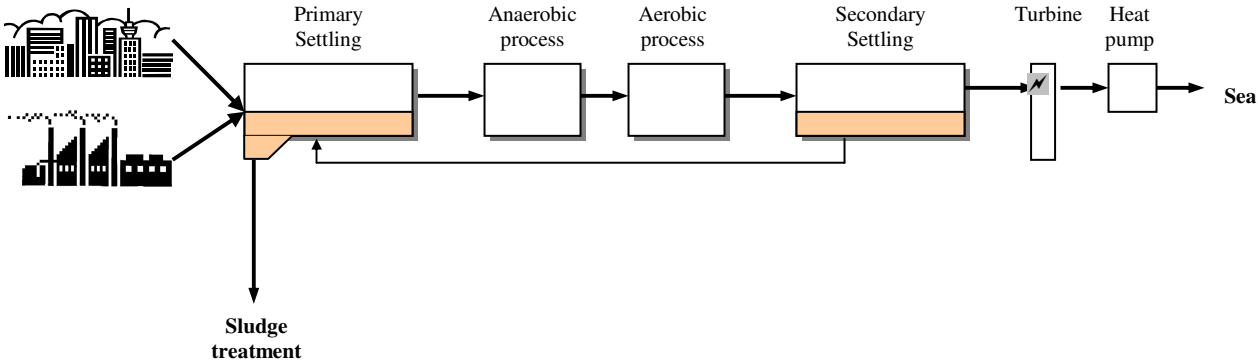 Primary
Settling
Anaerobic
process
Aerobic
process
Secondary
Settling
Turbine
Heat
pump
Sea
Sludge
treatment